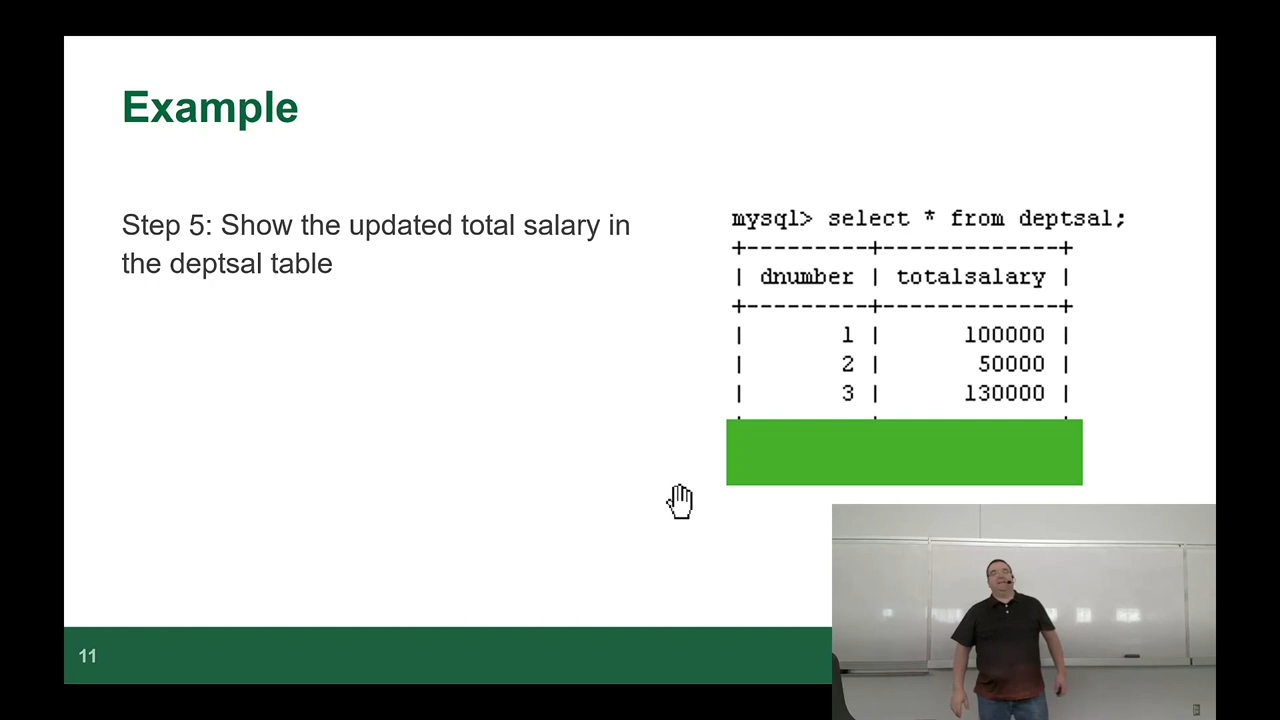 Example
Step 5: Show the updated total salary in
the deptsal table
mysql> select * from deptsal;
+---------+-------------+
| dnumber | totalsalary |
+---------+-------------+
| 1 | 100000 |
| 2 | 50000 |
| 3 | 130000 |
11